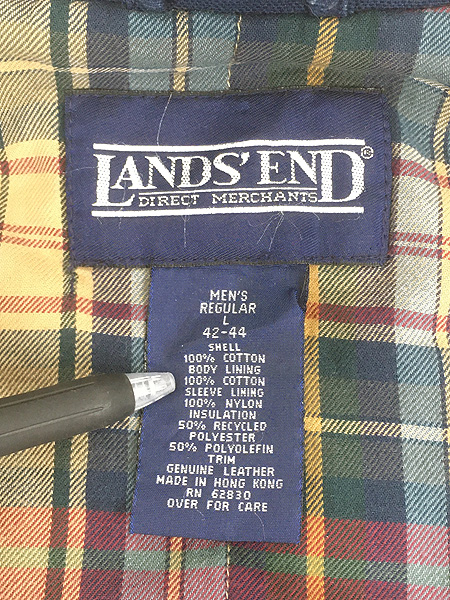 LANDS' END®
DIRECT MERCHANTS
MEN'S
REGULAR
L
42-44
SHELL
100% COTTON
BODY LINING
100% COTTON
SLEEVE LINING
100% NYLON
INSULATION
50% RECYCLED
POLYESTER
50% POLYOLEFIN
TRIM
GENUINE LEATHER
MADE IN HONG KONG
RN 62830
OVER FOR CARE